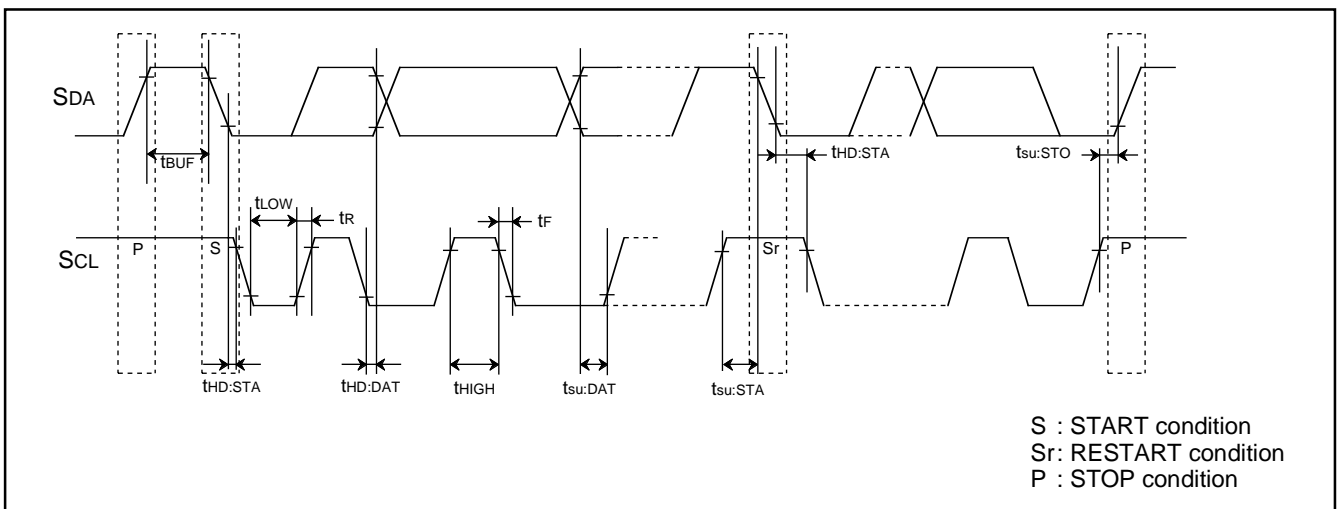 SDA
tBUF
tHD:STA
tsu:STO
tLOW
tR
tF
SCL
P
S
Sr
P
tHD:STA
tHD:DAT
tHIGH
tsu:DAT
tsu:STA
S : START condition
Sr: RESTART condition
P : STOP condition